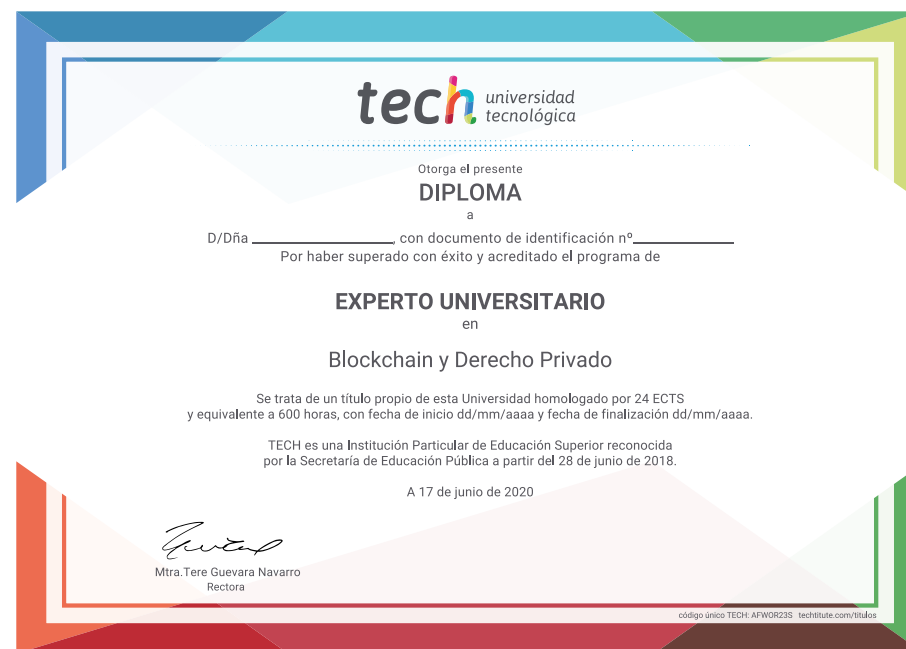 tech universidad
tecnológica
Otorga el presente
DIPLOMA
a
D/Dña ____________________, con documento de identificación nº______________
Por haber superado con éxito y acreditado el programa de
EXPERTO UNIVERSITARIO
en
Blockchain y Derecho Privado
Se trata de un título propio de esta Universidad homologado por 24 ECTS
y equivalente a 600 horas, con fecha de inicio dd/mm/aaaa y fecha de finalización dd/mm/aaaa.
TECH es una Institución Particular de Educación Superior reconocida
por la Secretaría de Educación Pública a partir del 28 de junio de 2018.
A 17 de junio de 2020
Mtra.Tere Guevara Navarro
Rectora
código único TECH: AFWOR23S techtitute.com/titulos